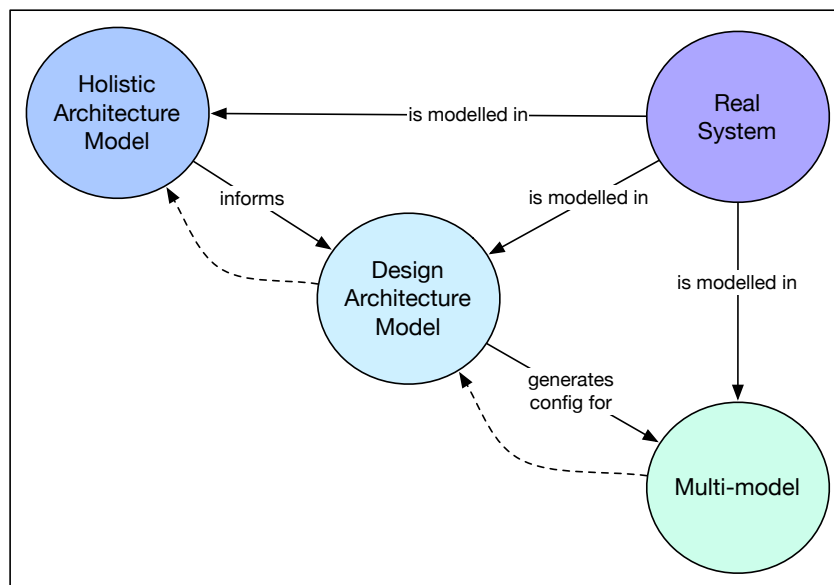 Holistic
Architecture
Model
Real
System
is modelled in
informs
is modelled in
Design
Architecture
Model
is modelled in
generates
config for
Multi-model